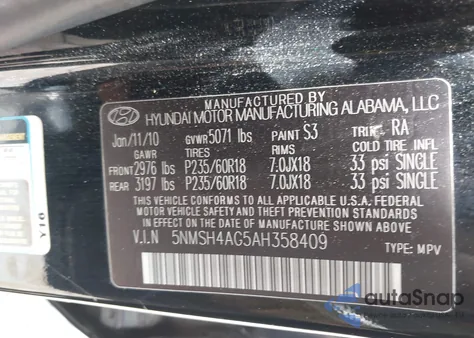 MANUFACTURED BY
HYUNDAI MOTOR MANUFACTURING ALABAMA, LLC
Jan/11/10 GVWR 5071 lbs PAINT S3 TRIM RA
GAWR TIRES RIMS COLD TIRE INFL
FRONT 2976 lbs P235/60R18 7.0JX18 33 psi SINGLE
REAR 3197 lbs P235/60R18 7.0JX18 33 psi SINGLE
THIS VEHICLE CONFORMS TO ALL APPLICABLE U.S.A. FEDERAL
MOTOR VEHICLE SAFETY AND THEFT PREVENTION STANDARDS
IN EFFECT ON THE DATE OF MANUFACTURE SHOWN ABOVE
V.I.N 5NMSH4AG5AH358409 TYPE: MPV
Y16
autaSnap